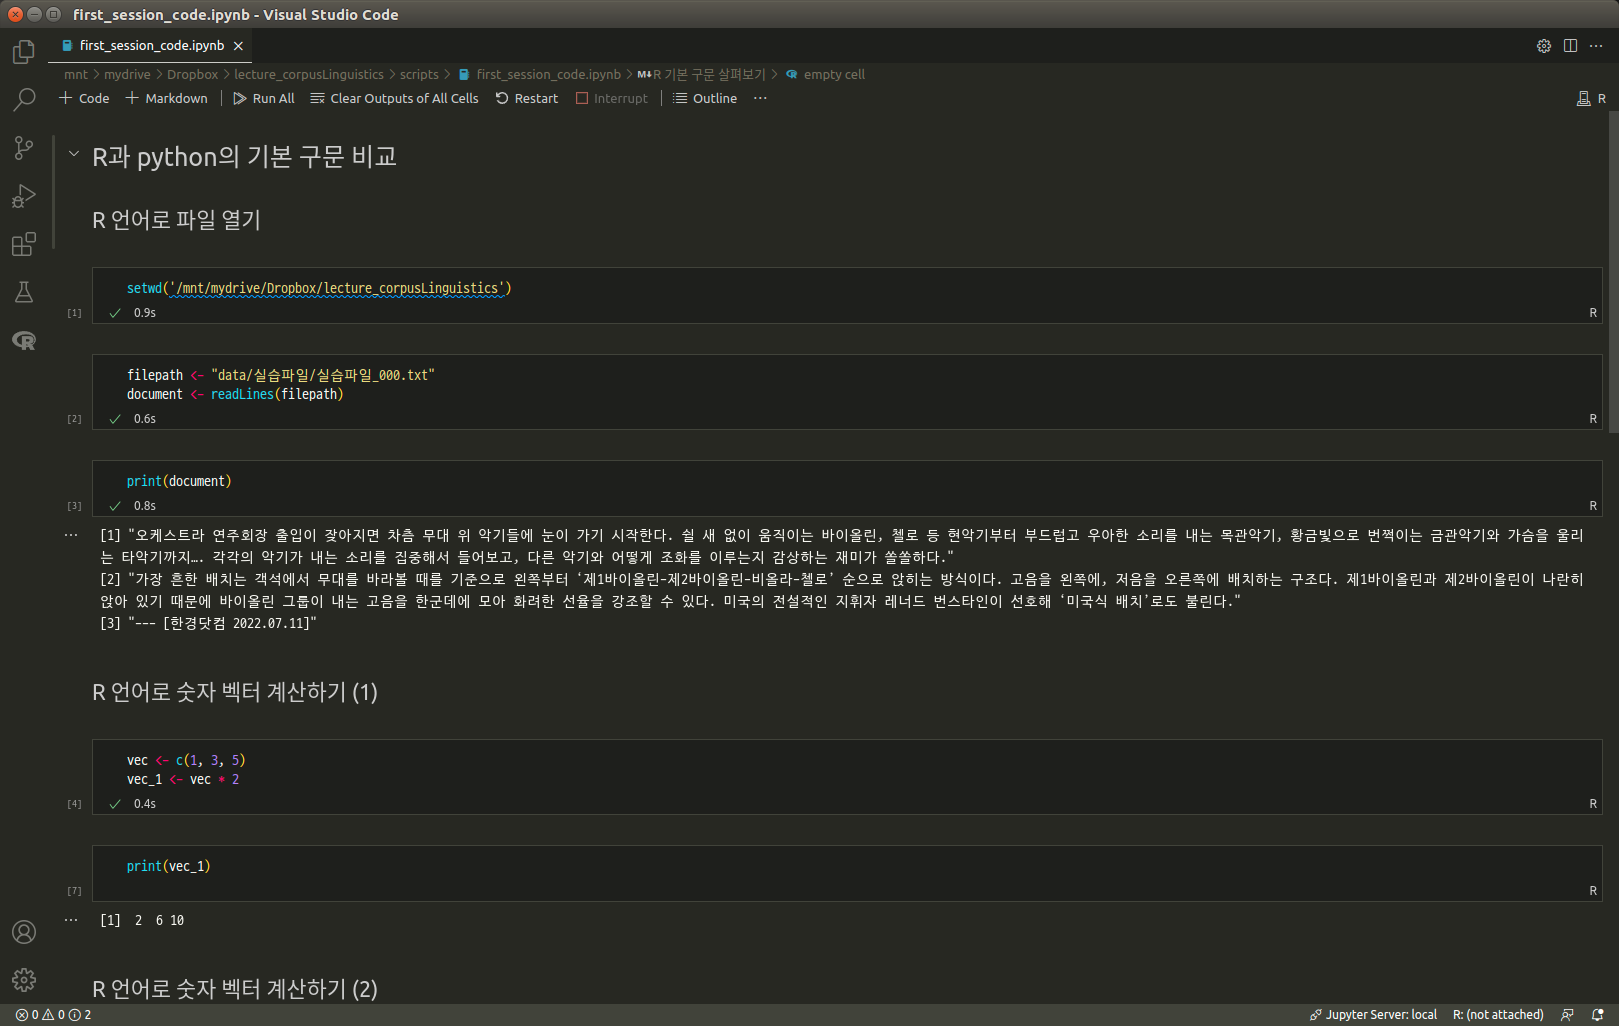 first_session_code.ipynb - Visual Studio Code
first_session_code.ipynb
mnt > mydrive > Dropbox > lecture_corpusLinguistics > scripts > first_session_code.ipynb > M↓R 기본 구문 살펴보기 > empty cell
+ Code + Markdown Run All Clear Outputs of All Cells Restart Interrupt Outline ··· R
R과 python의 기본 구문 비교
R 언어로 파일 열기
setwd('/mnt/mydrive/Dropbox/lecture_corpusLinguistics')
[1] ✓ 0.9s R
filepath <- "data/실습파일/실습파일_000.txt"
document <- readLines(filepath)
[2] ✓ 0.6s R
print(document)
[3] ✓ 0.8s R
[1] "오케스트라 연주회장 출입이 잦아지면 차츰 무대 위 악기들에 눈이 가기 시작한다. 쉴 새 없이 움직이는 바이올린, 첼로 등 현악기부터 부드럽고 우아한 소리를 내는 목관악기, 황금빛으로 번쩍이는 금관악기와 가슴을 울리
는 타악기까지…. 각각의 악기가 내는 소리를 집중해서 들어보고, 다른 악기와 어떻게 조화를 이루는지 감상하는 재미가 쏠쏠하다."
[2] "가장 흔한 배치는 객석에서 무대를 바라볼 때를 기준으로 왼쪽부터 ‘제1바이올린-제2바이올린-비올라-첼로’ 순으로 앉히는 방식이다. 고음을 왼쪽에, 저음을 오른쪽에 배치하는 구조다. 제1바이올린과 제2바이올린이 나란히
앉아 있기 때문에 바이올린 그룹이 내는 고음을 한군데에 모아 화려한 선율을 강조할 수 있다. 미국의 전설적인 지휘자 레너드 번스타인이 선호해 ‘미국식 배치’로도 불린다."
[3] "--- [한경닷컴 2022.07.11]"
R 언어로 숫자 벡터 계산하기 (1)
vec <- c(1, 3, 5)
vec_1 <- vec * 2
[4] ✓ 0.4s R
print(vec_1)
[7] R
[1]  2  6 10
R 언어로 숫자 벡터 계산하기 (2)
0 0 2 Jupyter Server: local R: (not attached)